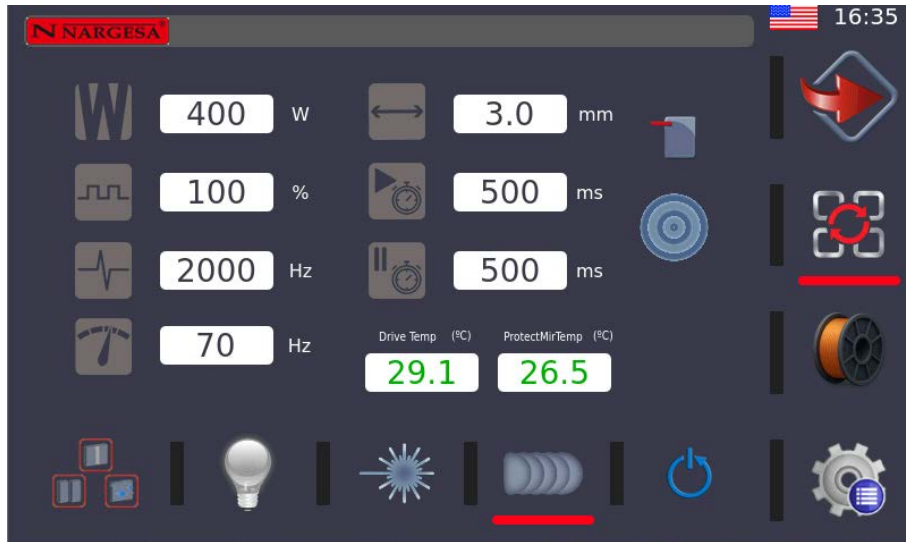 N NARGESA®
16:35
W 400 W
3.0 mm
100 %
500 ms
2000 Hz
500 ms
70 Hz
Drive Temp (ºC) ProtectMirTemp (ºC)
29.1 26.5